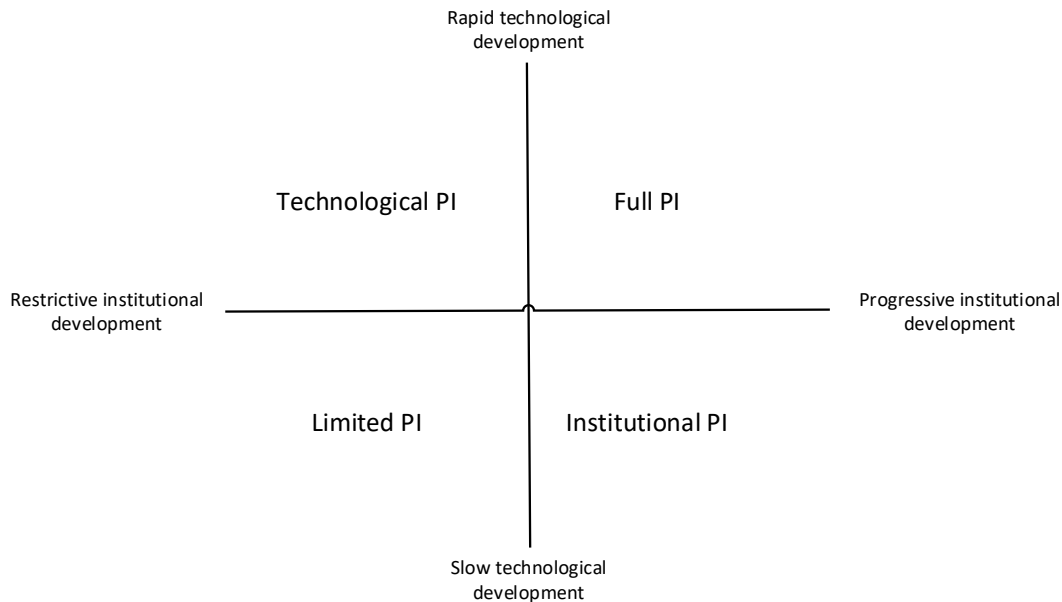 Rapid technological
development
Technological PI
Full PI
Restrictive institutional
development
Progressive institutional
development
Limited PI
Institutional PI
Slow technological
development